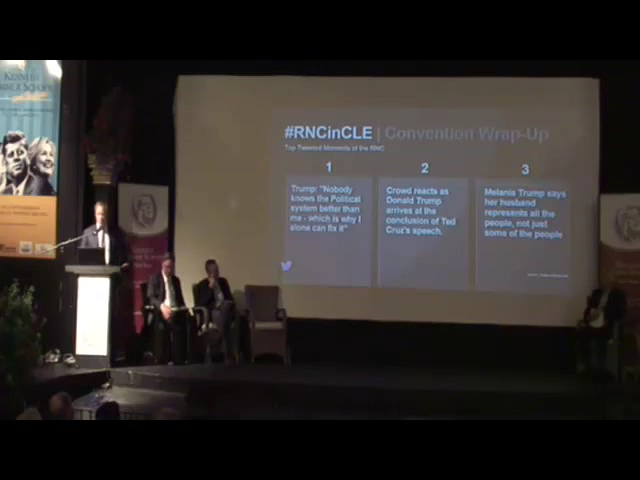 KENNEDY
SUMMER SCHOOL
#RNCinCLE | Convention Wrap-Up
Top Tweeted Moments of the RNC
1
2
3
Trump: "Nobody
knows the Political
system better than
me - which is why I
alone can fix it"
Crowd reacts as
Donald Trump
arrives at the
conclusion of Ted
Cruz's speech.
Melania Trump says
her husband
represents all the
people, not just
some of the people